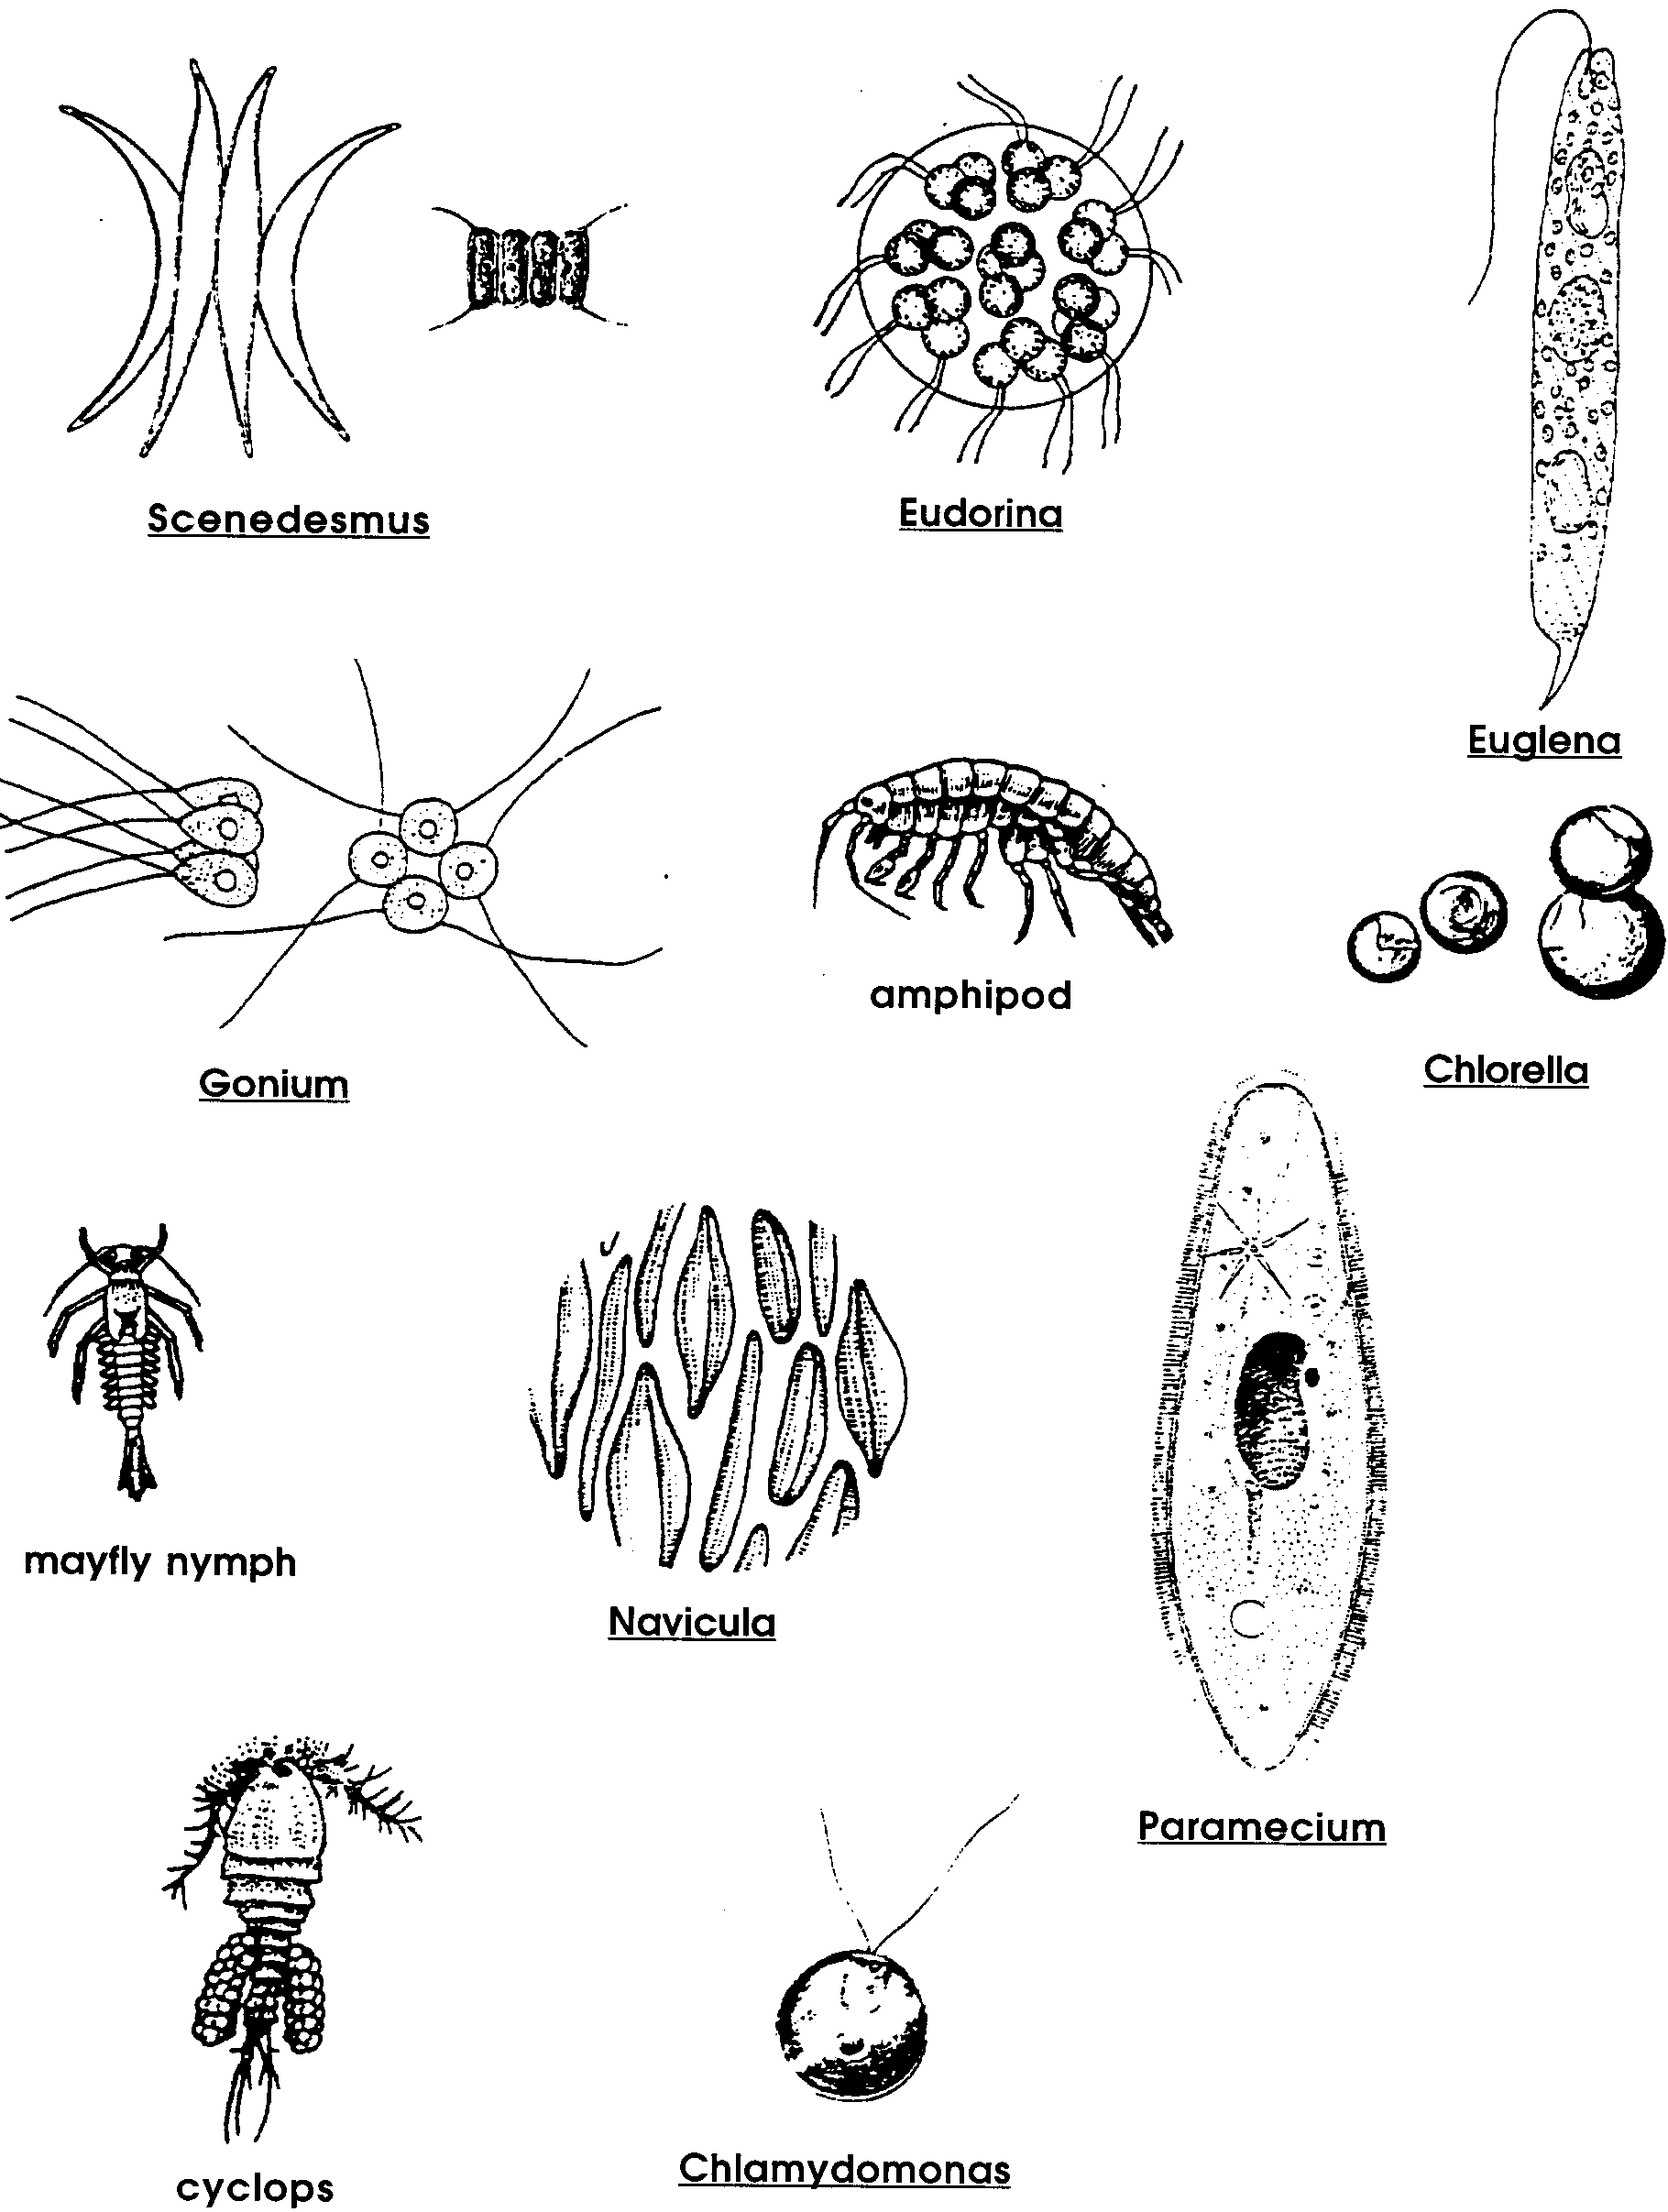 Scenedesmus
Eudorina
Euglena
Gonium
amphipod
Chlorella
mayfly nymph
Navicula
Paramecium
cyclops
Chlamydomonas